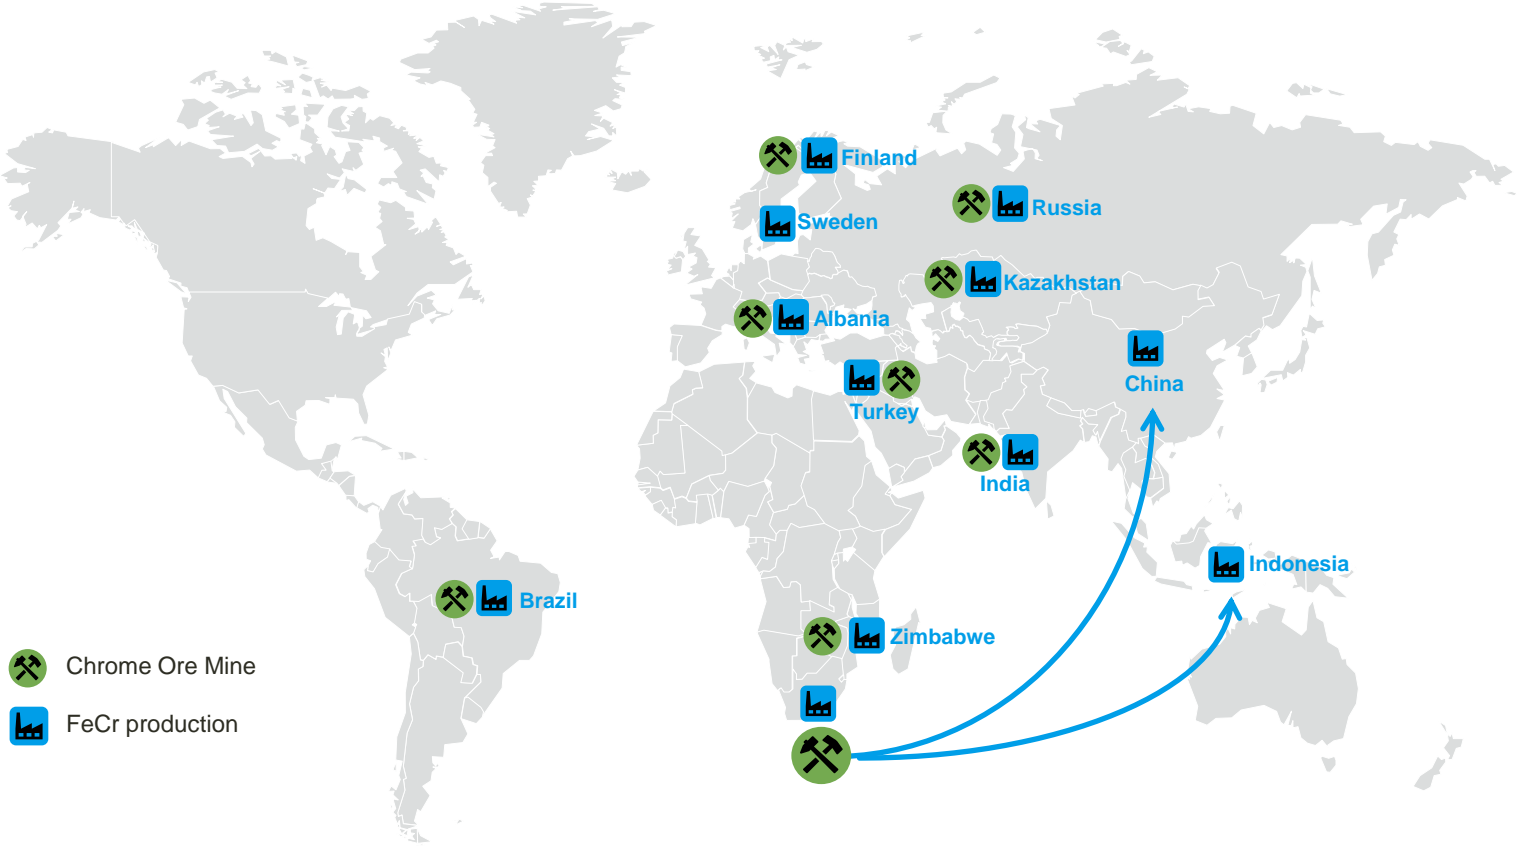 Finland
Russia
Sweden
Kazakhstan
Albania
China
Turkey
India
Indonesia
Brazil
Zimbabwe
Chrome Ore Mine
FeCr production